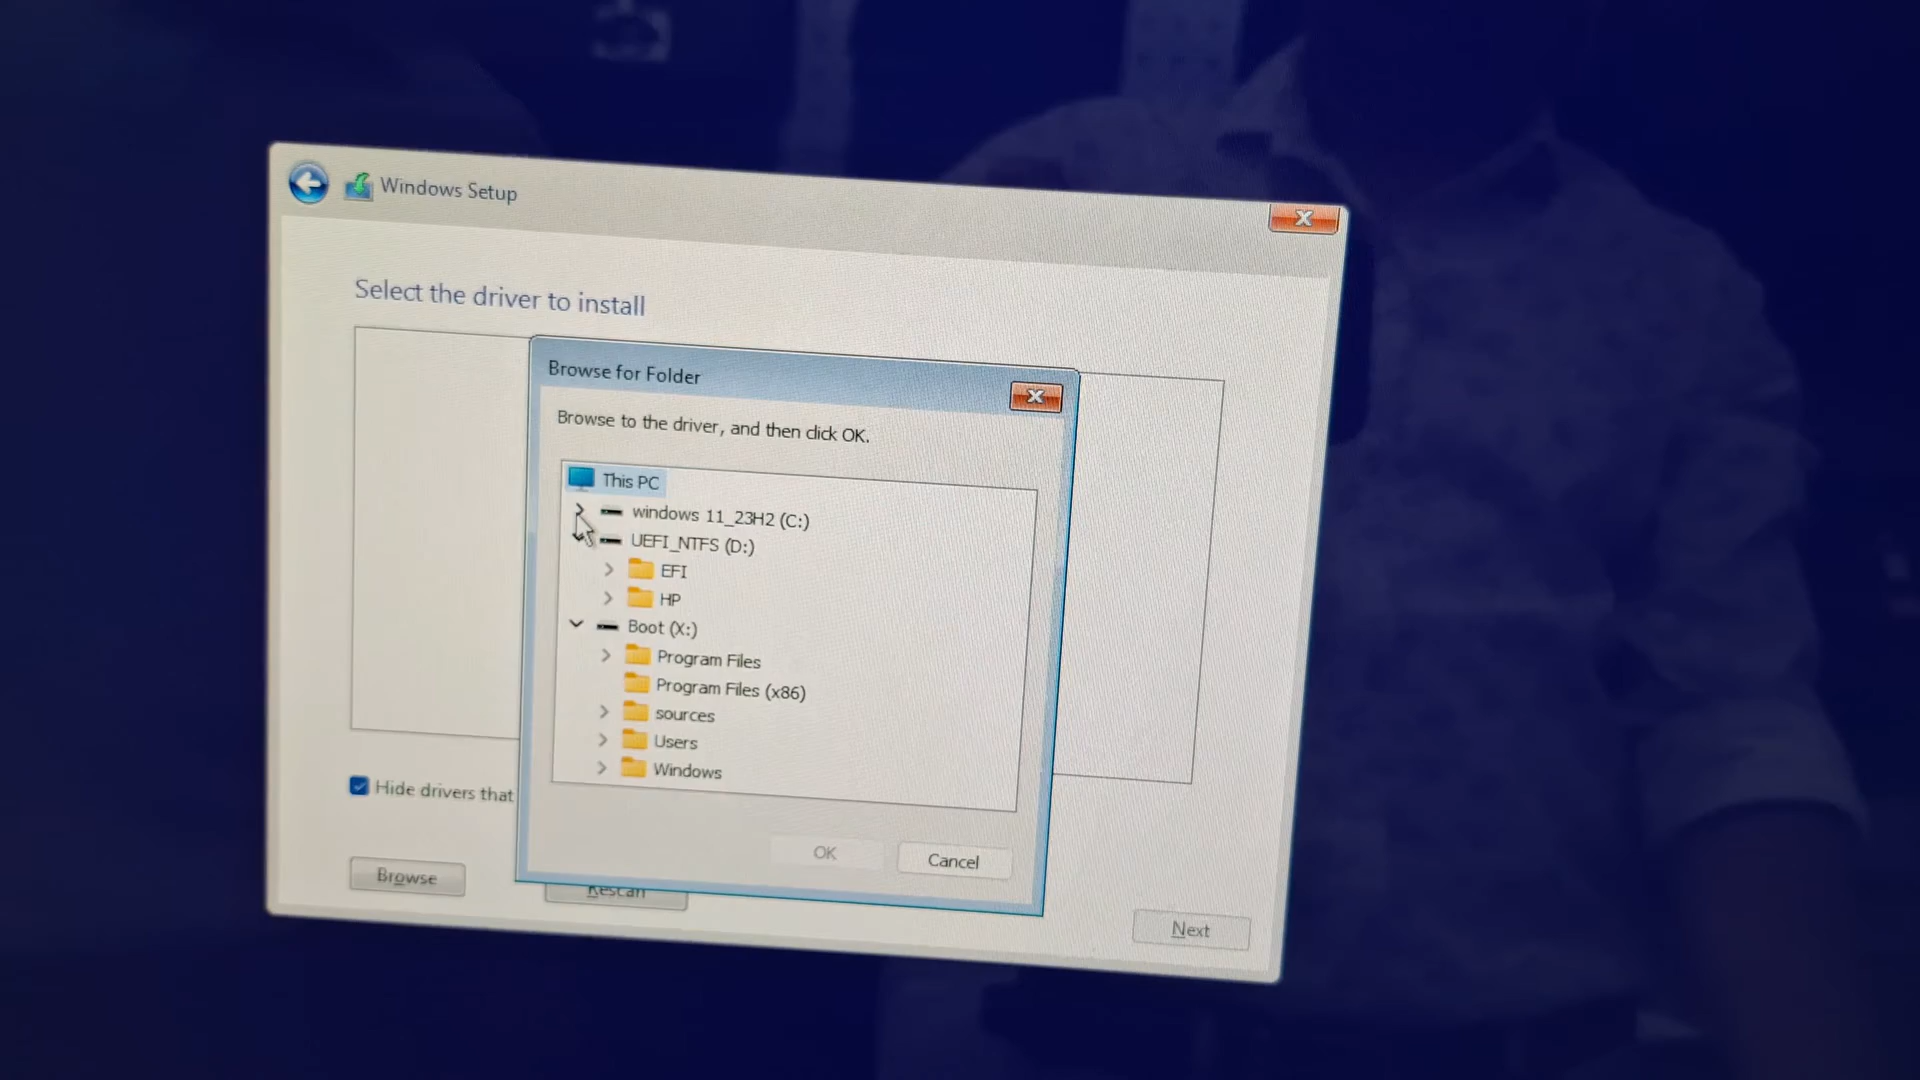 Windows Setup
Select the driver to install
Browse for Folder
Browse to the driver, and then click OK.
This PC
windows 11_23H2 (C:)
UEFI_NTFS (D:)
EFI
HP
Boot (X:)
Program Files
Program Files (x86)
sources
Users
Windows
Hide drivers that
OK
Cancel
Browse
Rescan
Next